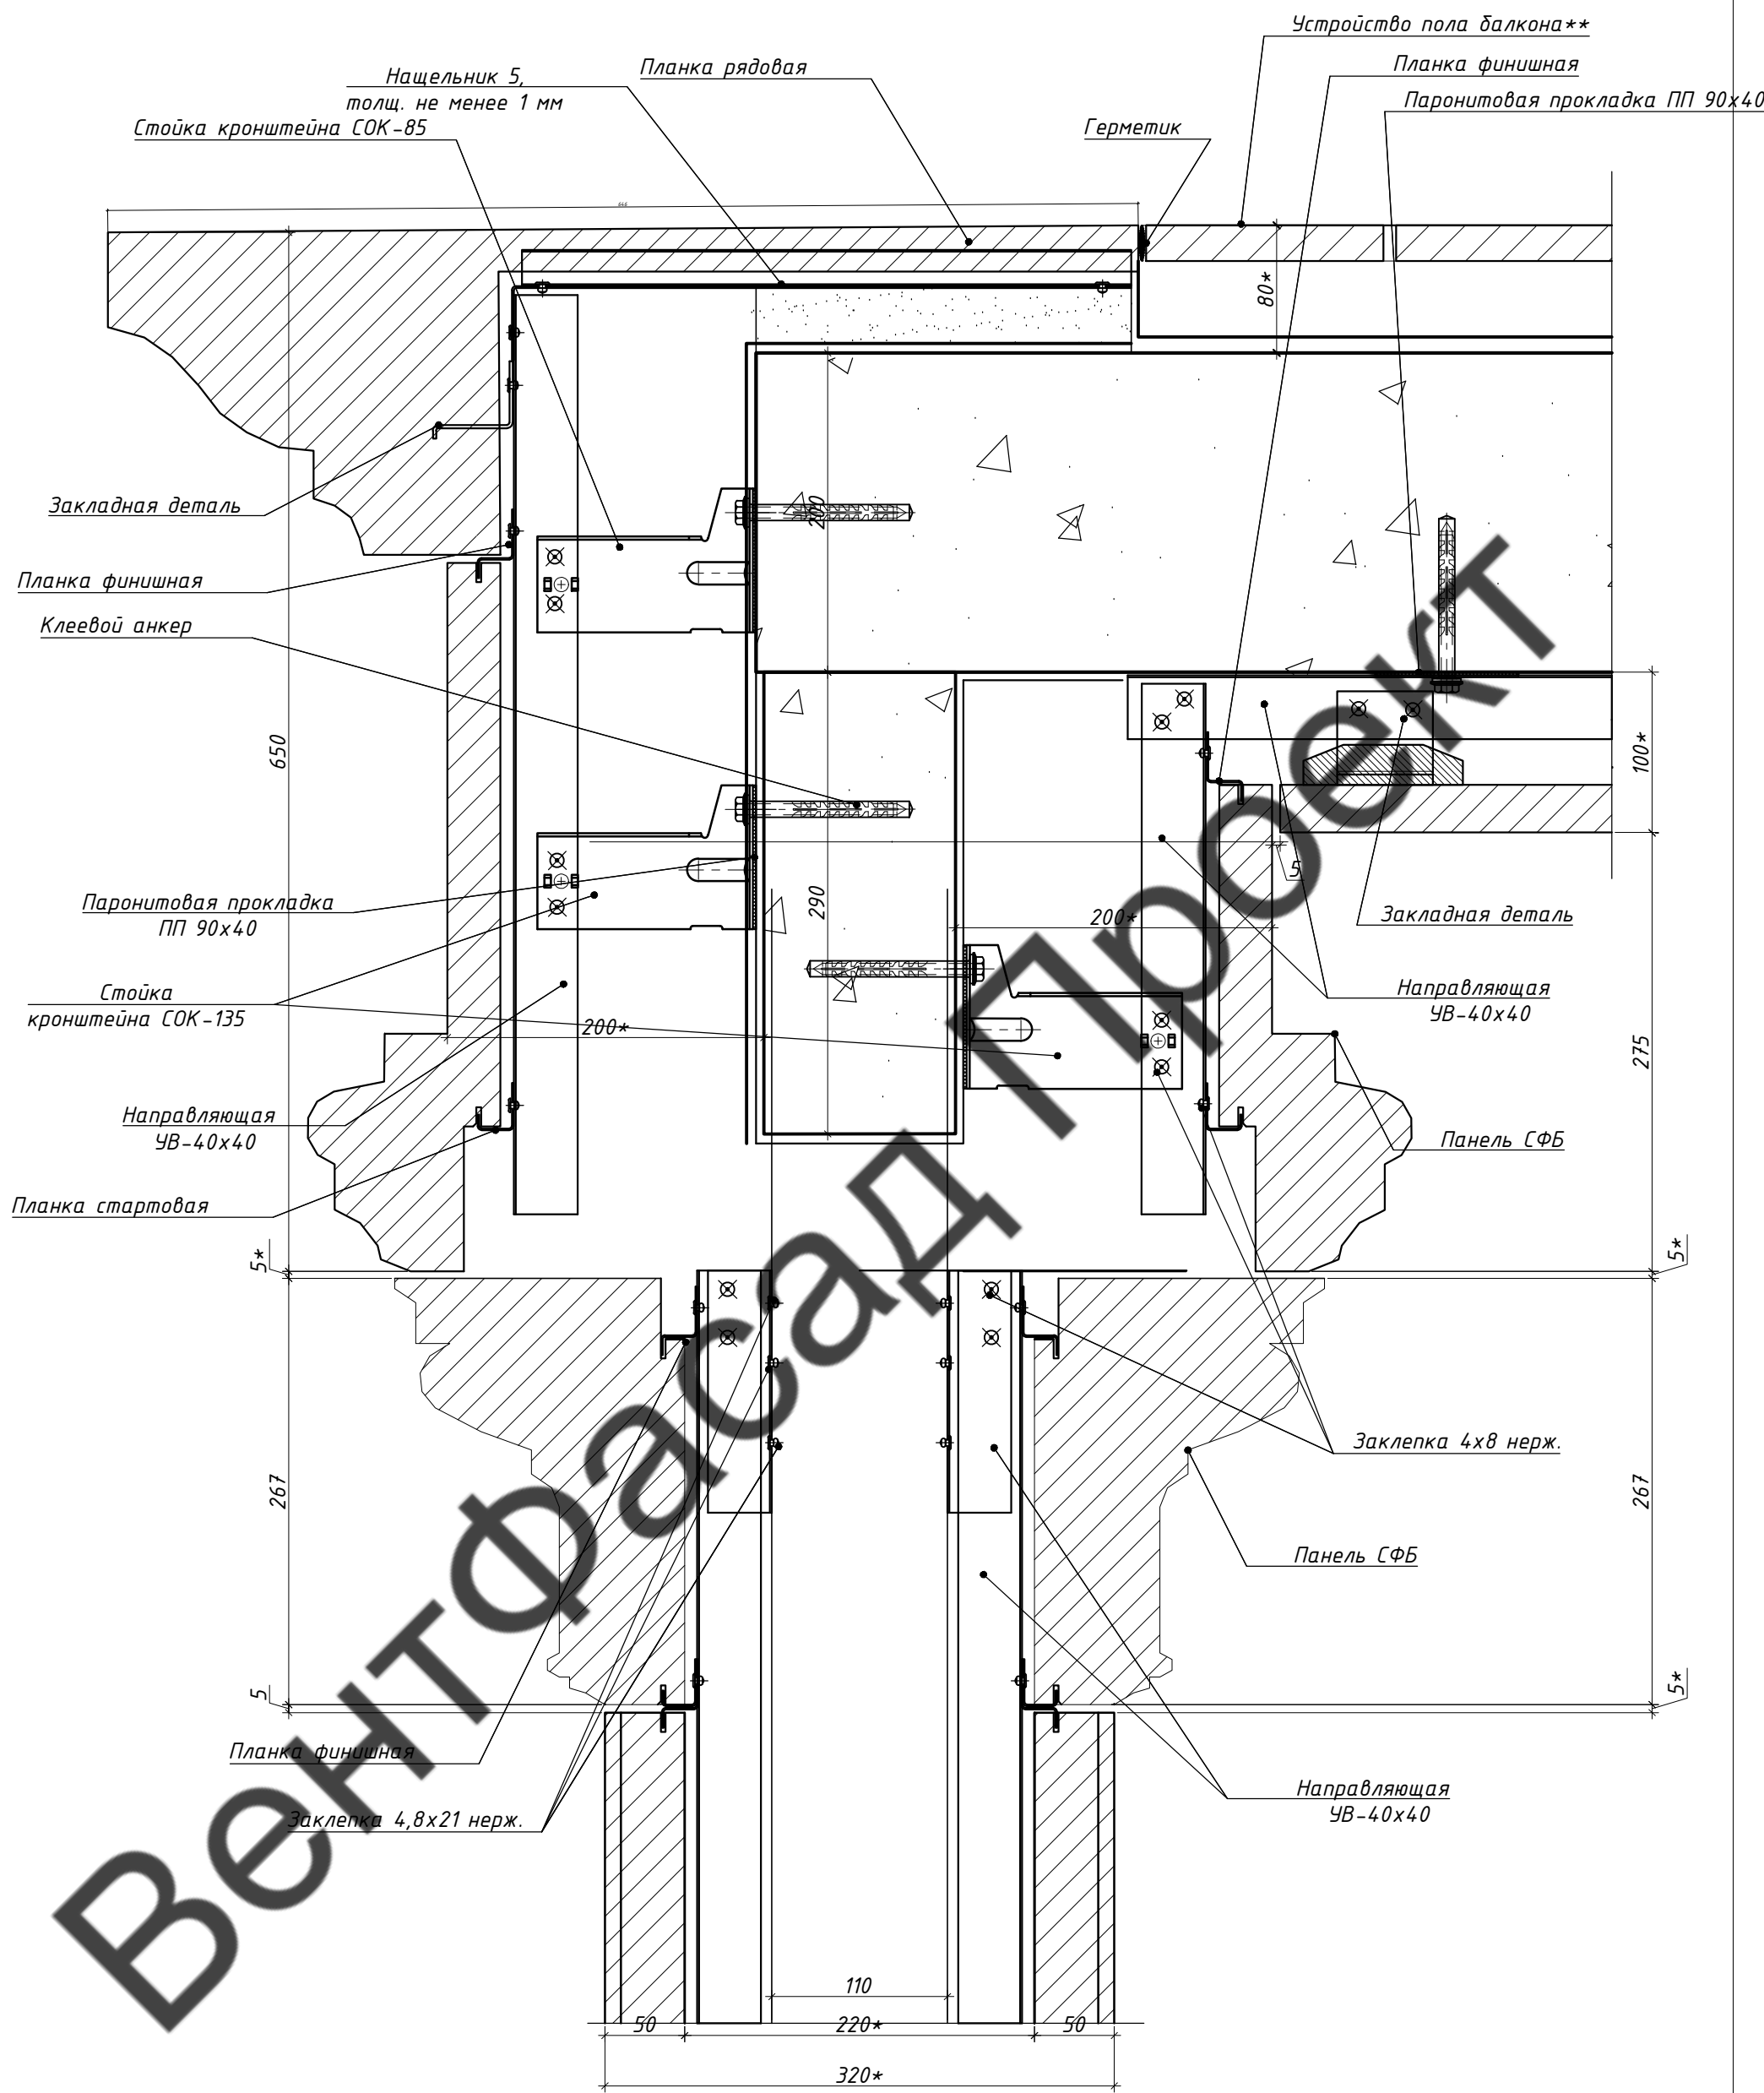 Устройство пола балкона**
Планка финишная
Нащельник 5,
толщ. не менее 1 мм
Планка рядовая
Паронитовая прокладка ПП 90х40
Стойка кронштейна СОК-85
Герметик
646
80*
200
Закладная деталь
Планка финишная
Клеевой анкер
650
100*
5
290
Паронитовая прокладка
ПП 90х40
200*
Закладная деталь
Стойка
кронштейна СОК-135
200*
Направляющая
УВ-40х40
275
Направляющая
УВ-40х40
Панель СФБ
Планка стартовая
5*
5*
267
267
Заклепка 4х8 нерж.
Панель СФБ
5
5*
Планка финишная
Заклепка 4,8х21 нерж.
Направляющая
УВ-40х40
110
50
220*
50
320*
ВентФасад Проект